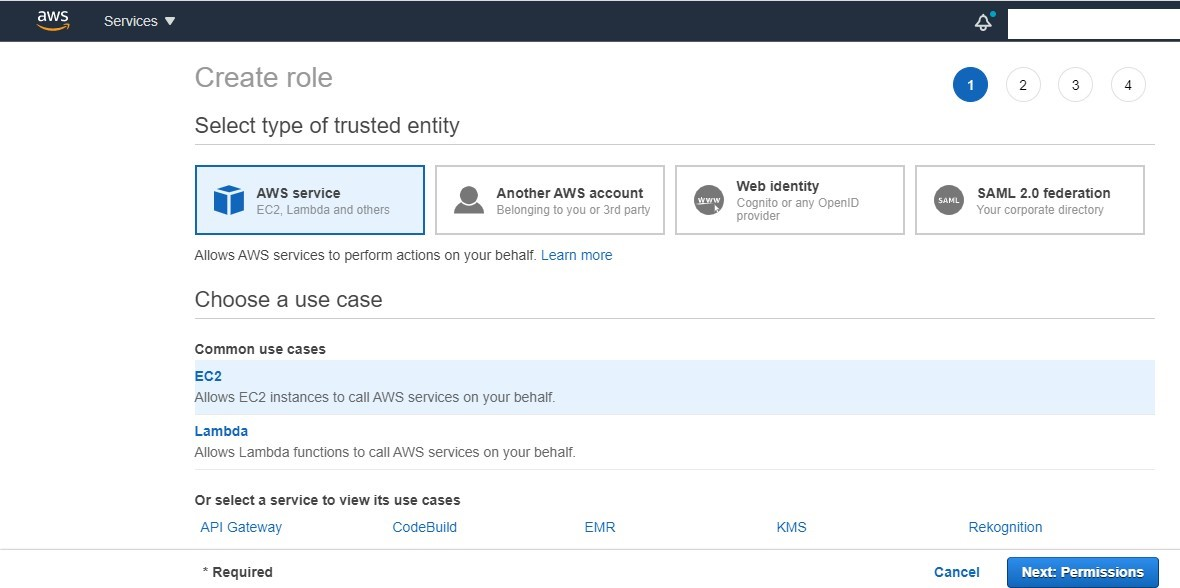 aws Services
Create role
1 2 3 4
Select type of trusted entity
AWS service
EC2, Lambda and others
Another AWS account
Belonging to you or 3rd party
www
Web identity
Cognito or any OpenID
provider
SAML
SAML 2.0 federation
Your corporate directory
Allows AWS services to perform actions on your behalf. Learn more
Choose a use case
Common use cases
EC2
Allows EC2 instances to call AWS services on your behalf.
Lambda
Allows Lambda functions to call AWS services on your behalf.
Or select a service to view its use cases
API Gateway CodeBuild EMR KMS Rekognition
* Required Cancel Next: Permissions